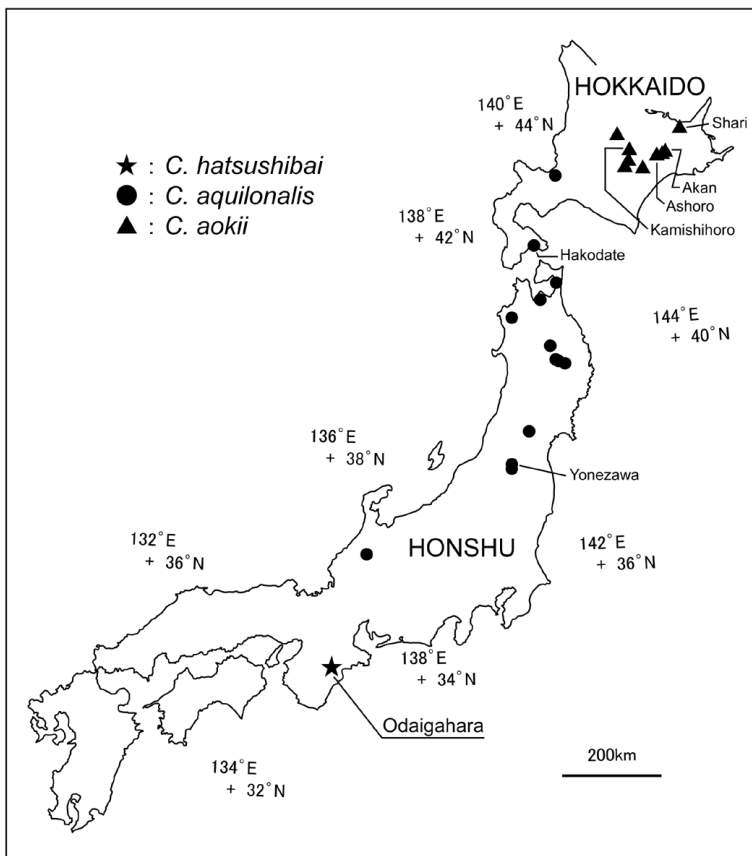 HOKKAIDO
140°E
+ 44°N
Shari
★ : C. hatsushibai
● : C. aquilonalis
▲ : C. aokii
Akan
Ashoro
Kamishihoro
138°E
+ 42°N
Hakodate
144°E
+ 40°N
136°E
+ 38°N
Yonezawa
132°E
+ 36°N
HONSHU
142°E
+ 36°N
138°E
+ 34°N
Odaigahara
134°E
+ 32°N
200km